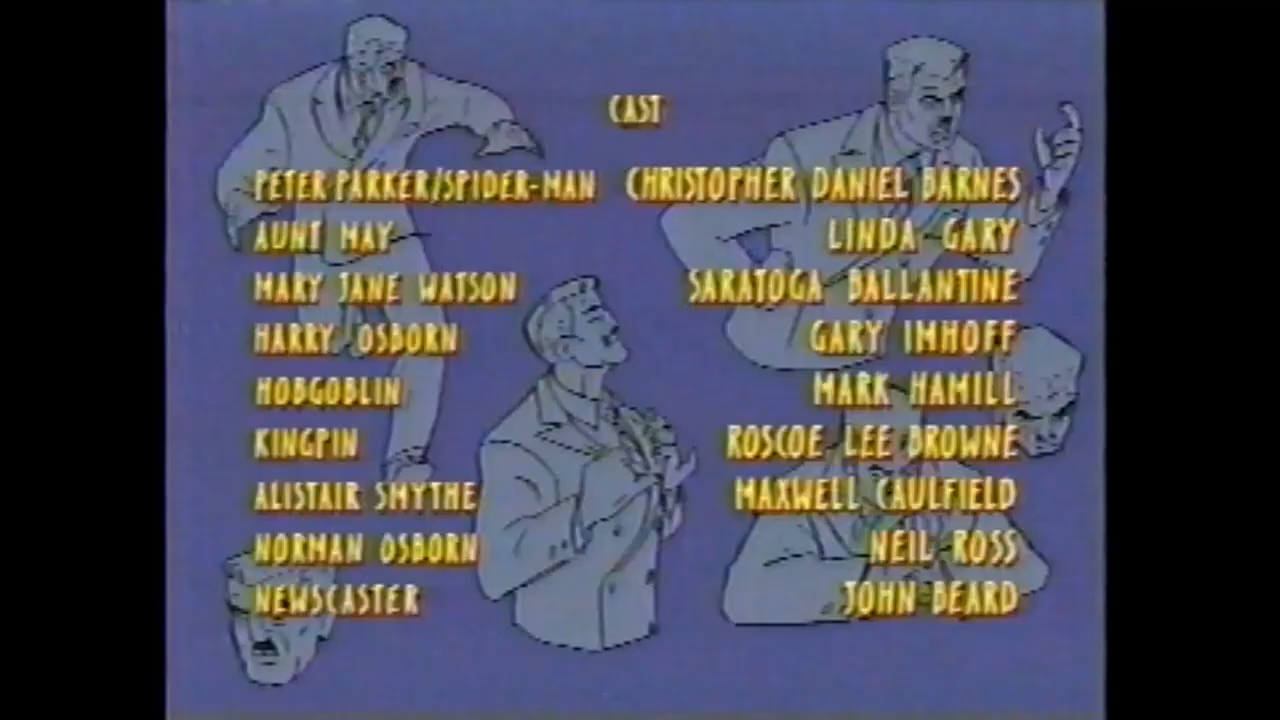 CAST
PETER PARKER/SPIDER-MAN CHRISTOPHER DANIEL BARNES
AUNT MAY LINDA GARY
MARY JANE WATSON SARATOGA BALLANTINE
HARRY OSBORN GARY IMHOFF
HOBGOBLIN MARK HAMILL
KINGPIN ROSCOE LEE BROWNE
ALISTAIR SMYTHE MAXWELL CAULFIELD
NORMAN OSBORN NEIL ROSS
NEWSCASTER JOHN BEARD